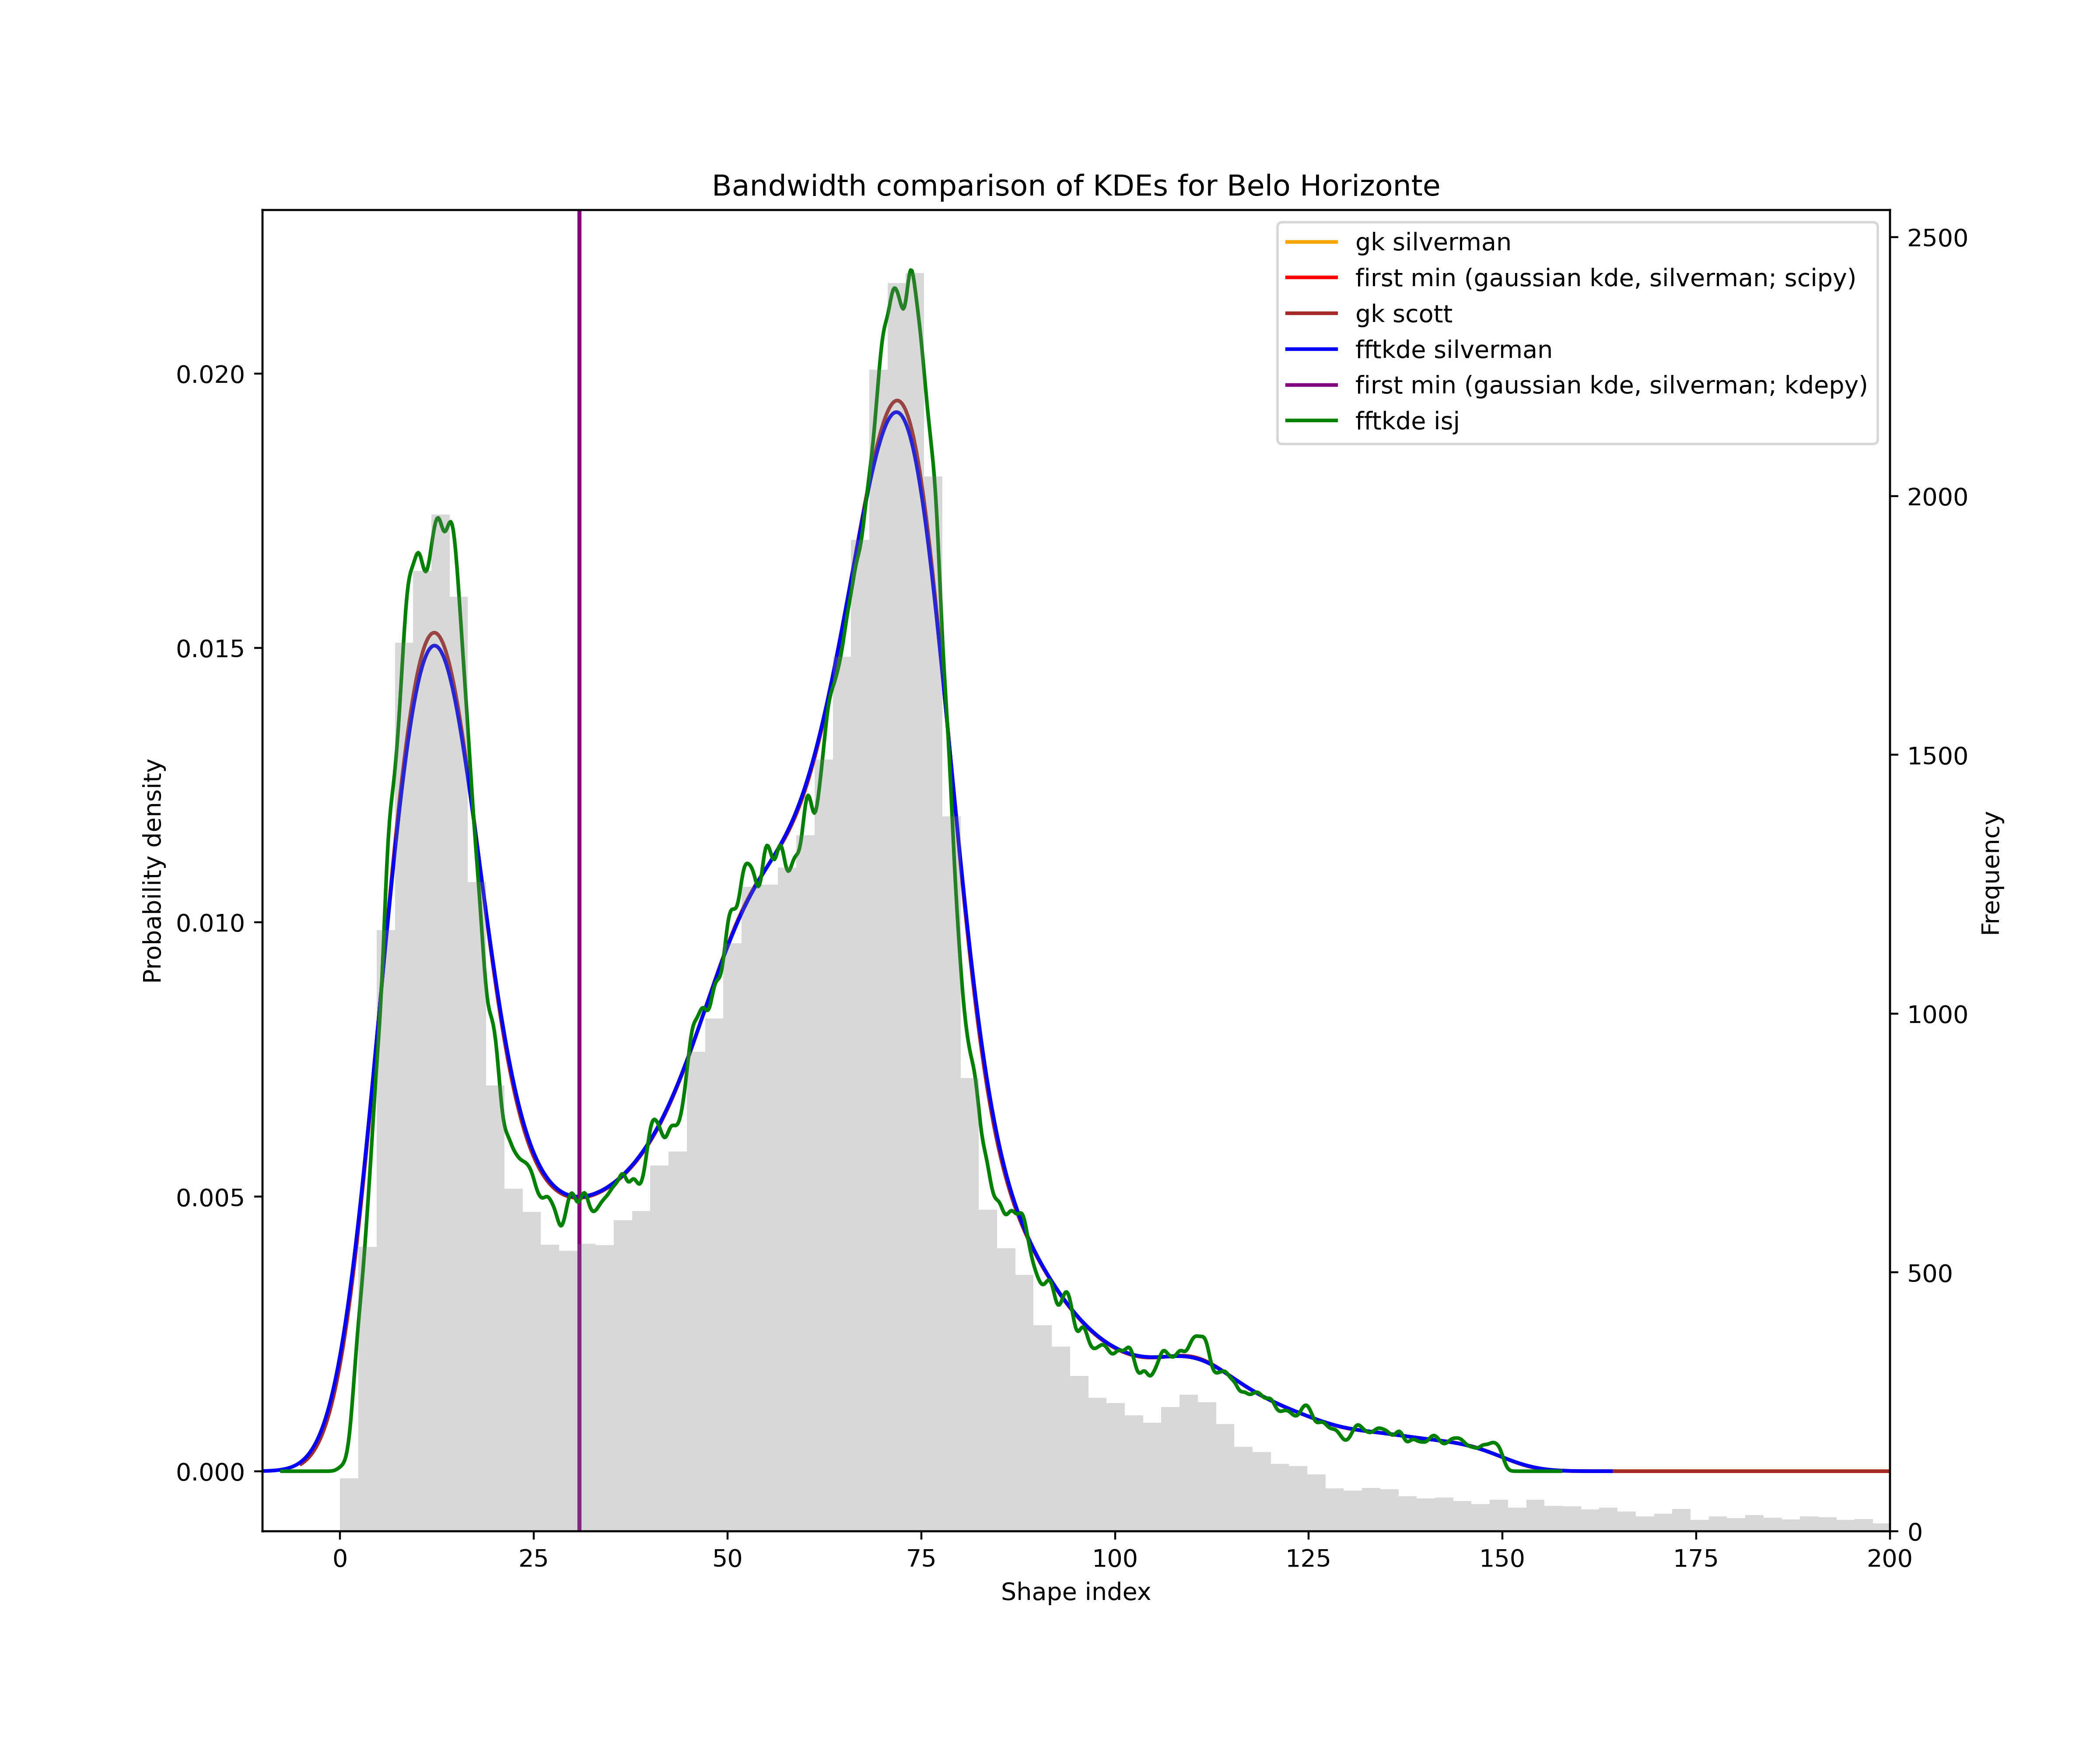 Bandwidth comparison of KDEs for Belo Horizonte
gk silverman
first min (gaussian kde, silverman; scipy)
gk scott
fftkde silverman
first min (gaussian kde, silverman; kdepy)
fftkde isj
0.020
0.015
0.010
0.005
0.000
Probability density
2500
2000
1500
1000
500
0
Frequency
0 25 50 75 100 125 150 175 200
Shape index